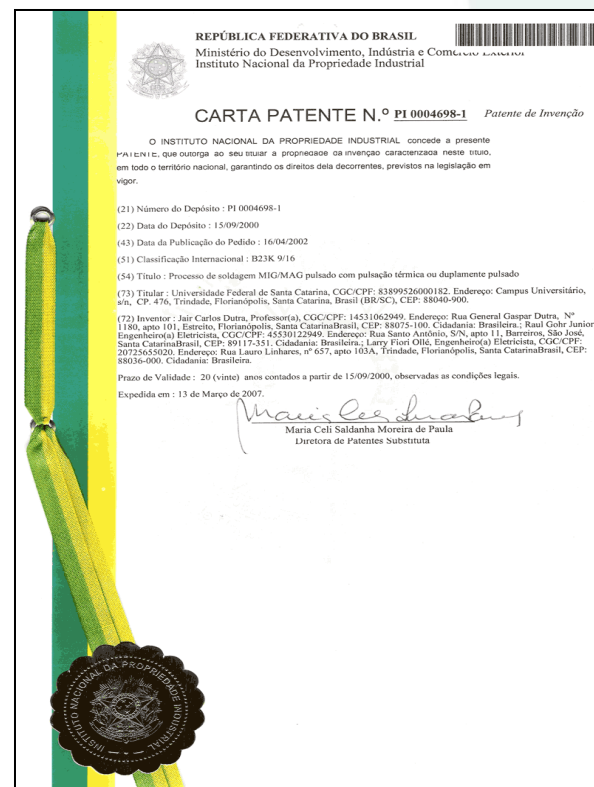 REPÚBLICA FEDERATIVA DO BRASIL
Ministério do Desenvolvimento, Indústria e Comércio Exterior
Instituto Nacional da Propriedade Industrial
CARTA PATENTE N.º PI 0004698-1 Patente de Invenção
O INSTITUTO NACIONAL DA PROPRIEDADE INDUSTRIAL concede a presente
PATENTE, que outorga ao seu titular a propriedade da invenção caracterizada neste título,
em todo o território nacional, garantindo os direitos dela decorrentes, previstos na legislação em
vigor.
(21) Número do Depósito : PI 0004698-1
(22) Data do Depósito : 15/09/2000
(43) Data da Publicação do Pedido : 16/04/2002
(51) Classificação Internacional : B23K 9/16
(54) Título : Processo de soldagem MIG/MAG pulsado com pulsação térmica ou duplamente pulsado
(73) Titular : Universidade Federal de Santa Catarina, CGC/CPF: 83899526000182. Endereço: Campus Universitário,
s/n, CP. 476, Trindade, Florianópolis, Santa Catarina, Brasil (BR/SC), CEP: 88040-900.
(72) Inventor : Jair Carlos Dutra, Professor(a), CGC/CPF: 14531062949. Endereço: Rua General Gaspar Dutra, Nº
1180, apto 101, Estreito, Florianópolis, Santa CatarinaBrasil, CEP: 88075-100. Cidadania: Brasileira.; Raul Gohr Junior
Engenheiro(a) Eletricista, CGC/CPF: 45530122949. Endereço: Rua Santo Antônio, S/N, apto 11, Barreiros, São José,
Santa CatarinaBrasil, CEP: 89117-351. Cidadania: Brasileira.; Larry Fiori Ollé, Engenheiro(a) Eletricista, CGC/CPF:
20725655020. Endereço: Rua Lauro Linhares, nº 657, apto 103A, Trindade, Florianópolis, Santa CatarinaBrasil, CEP:
88036-000. Cidadania: Brasileira.
Prazo de Validade : 20 (vinte) anos contados a partir de 15/09/2000, observadas as condições legais.
Expedida em : 13 de Março de 2007.
Maria Celi Saldanha Moreira de Paula
Diretora de Patentes Substituta
INSTITUTO NACIONAL DA PROPRIEDADE INDUSTRIAL